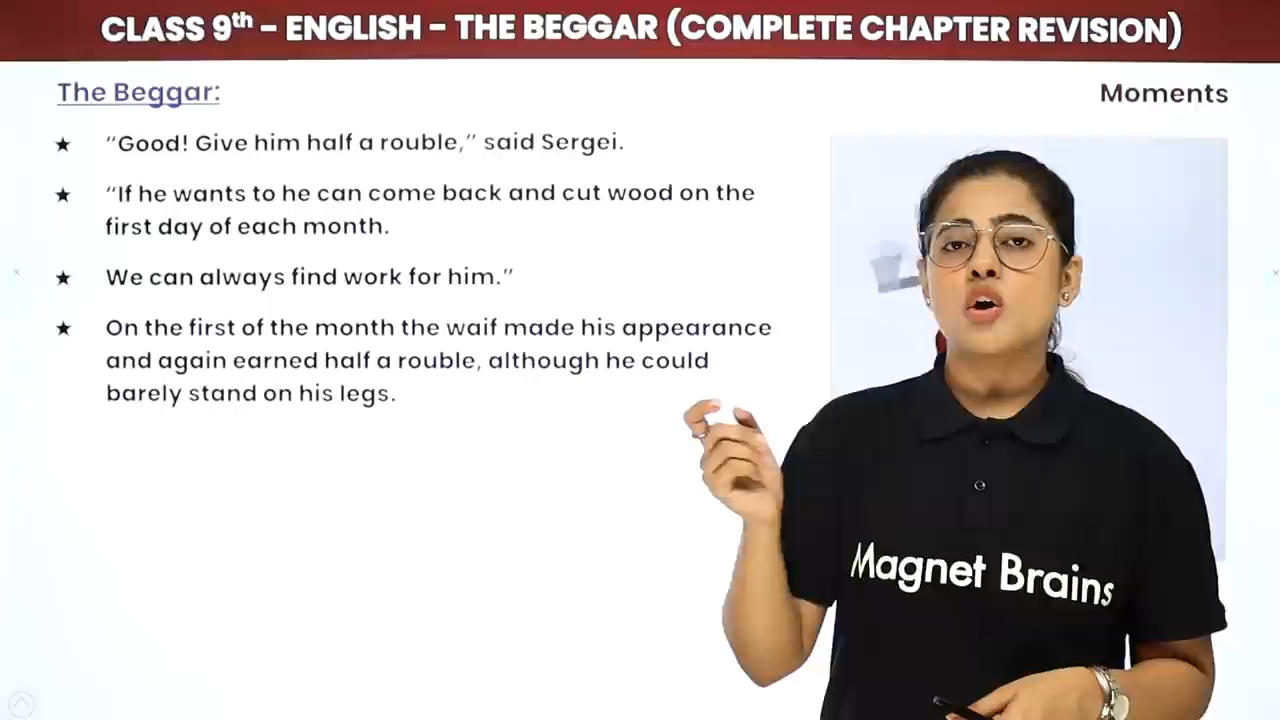 CLASS 9th - ENGLISH - THE BEGGAR (COMPLETE CHAPTER REVISION)
The Beggar:
Moments
★ "Good! Give him half a rouble," said Sergei.
★ "If he wants to he can come back and cut wood on the
first day of each month.
★ We can always find work for him."
★ On the first of the month the waif made his appearance
and again earned half a rouble, although he could
barely stand on his legs.
Magnet Brains